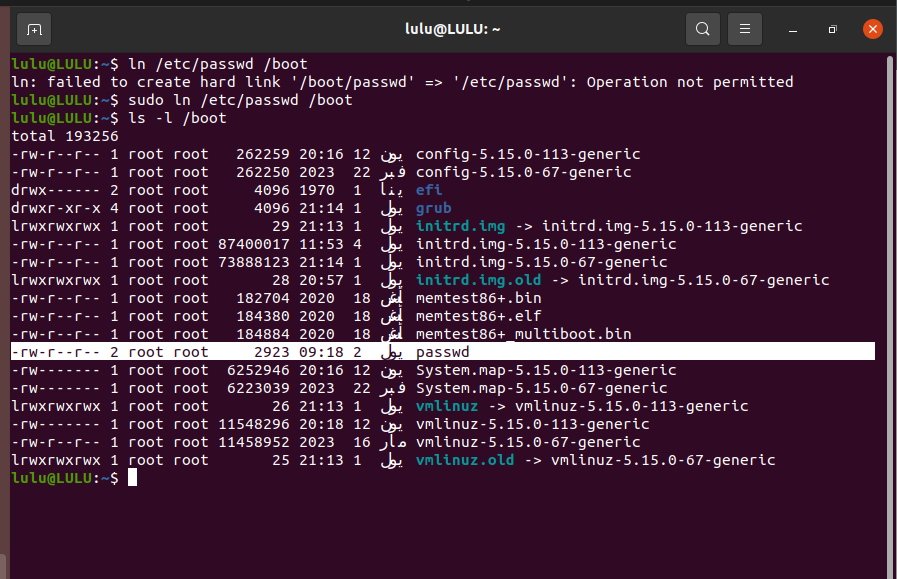 lulu@LULU: ~
lulu@LULU:~$ ln /etc/passwd /boot
ln: failed to create hard link '/boot/passwd' => '/etc/passwd': Operation not permitted
lulu@LULU:~$ sudo ln /etc/passwd /boot
lulu@LULU:~$ ls -l /boot
total 193256
-rw-r--r-- 1 root root   262259 20:16 12 يون config-5.15.0-113-generic
-rw-r--r-- 1 root root   262250 2023  22 فبر config-5.15.0-67-generic
drwx------ 2 root root     4096 1970  1  ينا efi
drwxr-xr-x 4 root root     4096 21:14 1  يول grub
lrwxrwxrwx 1 root root       29 21:13 1  يول initrd.img -> initrd.img-5.15.0-113-generic
-rw-r--r-- 1 root root 87400017 11:53 4  يول initrd.img-5.15.0-113-generic
-rw-r--r-- 1 root root 73888123 21:14 1  يول initrd.img-5.15.0-67-generic
lrwxrwxrwx 1 root root       28 20:57 1  يول initrd.img.old -> initrd.img-5.15.0-67-generic
-rw-r--r-- 1 root root   182704 2020  18 أغس memtest86+.bin
-rw-r--r-- 1 root root   184380 2020  18 أغس memtest86+.elf
-rw-r--r-- 1 root root   184884 2020  18 أغس memtest86+_multiboot.bin
-rw-r--r-- 2 root root     2923 09:18 2  يول passwd
-rw------- 1 root root  6252946 20:16 12 يون System.map-5.15.0-113-generic
-rw------- 1 root root  6223039 2023  22 فبر System.map-5.15.0-67-generic
lrwxrwxrwx 1 root root       26 21:13 1  يول vmlinuz -> vmlinuz-5.15.0-113-generic
-rw------- 1 root root 11548296 20:18 12 يون vmlinuz-5.15.0-113-generic
-rw-r--r-- 1 root root 11458952 2023  16 مار vmlinuz-5.15.0-67-generic
lrwxrwxrwx 1 root root       25 21:13 1  يول vmlinuz.old -> vmlinuz-5.15.0-67-generic
lulu@LULU:~$